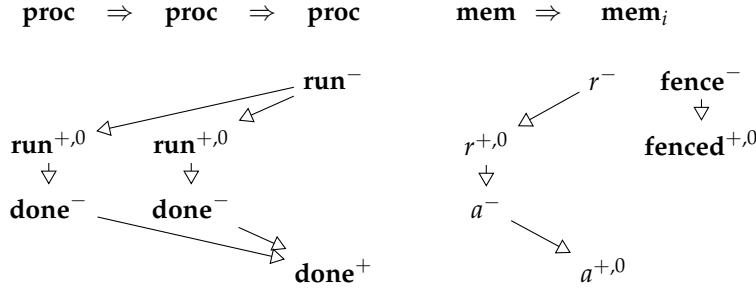 proc ⇒ proc ⇒ proc mem ⇒ mem_i
run⁻ r⁻ fence⁻
run⁺,⁰ run⁺,⁰ r⁺,⁰ fenced⁺,⁰
done⁻ done⁻ a⁻
done⁺ a⁺,⁰